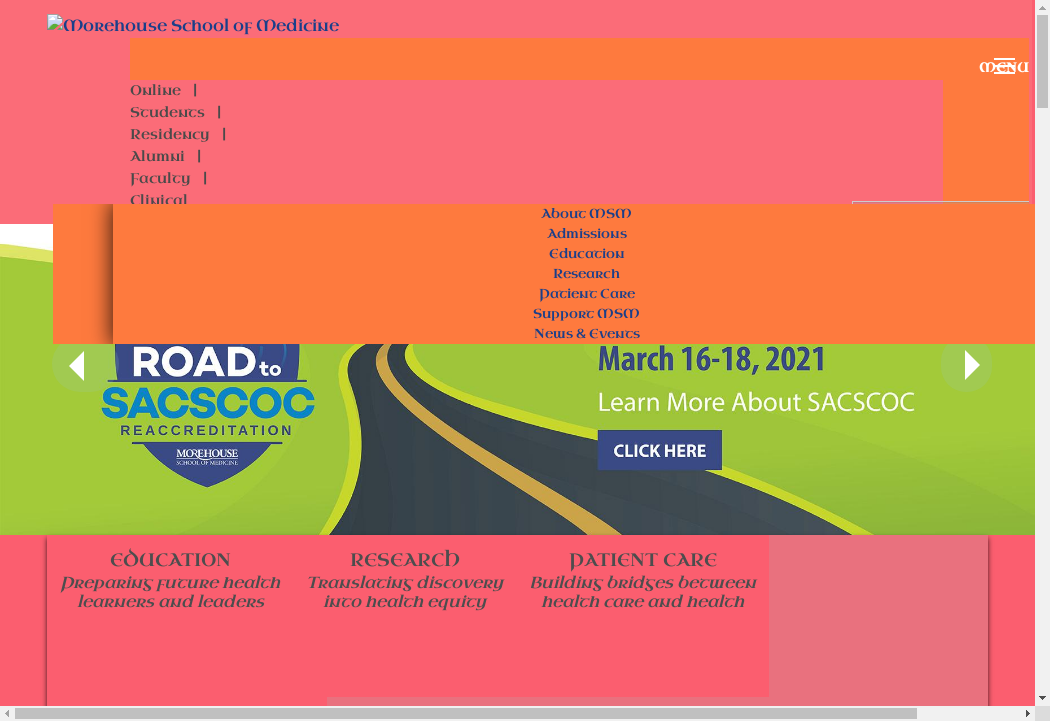 Morehouse School of Medicine
MENU
Online |
Students |
Residency |
Alumni |
Faculty |
Clinical
About MSM
Admissions
Education
Research
Patient Care
Support MSM
News & Events
ROAD to
SACSCOC
REACCREDITATION
MOREHOUSE
SCHOOL OF MEDICINE
March 16-18, 2021
Learn More About SACSCOC
CLICK HERE
EDUCATION
Preparing future health
learners and leaders
RESEARCH
Translating discovery
into health equity
PATIENT CARE
Building bridges between
health care and health